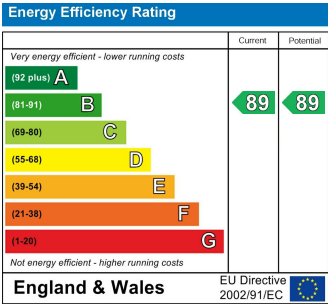 Energy Efficiency Rating
Current Potential
Very energy efficient - lower running costs
(92 plus) A
(81-91) B 89 89
(69-80) C
(55-68) D
(39-54) E
(21-38) F
(1-20) G
Not energy efficient - higher running costs
England & Wales
EU Directive
2002/91/EC